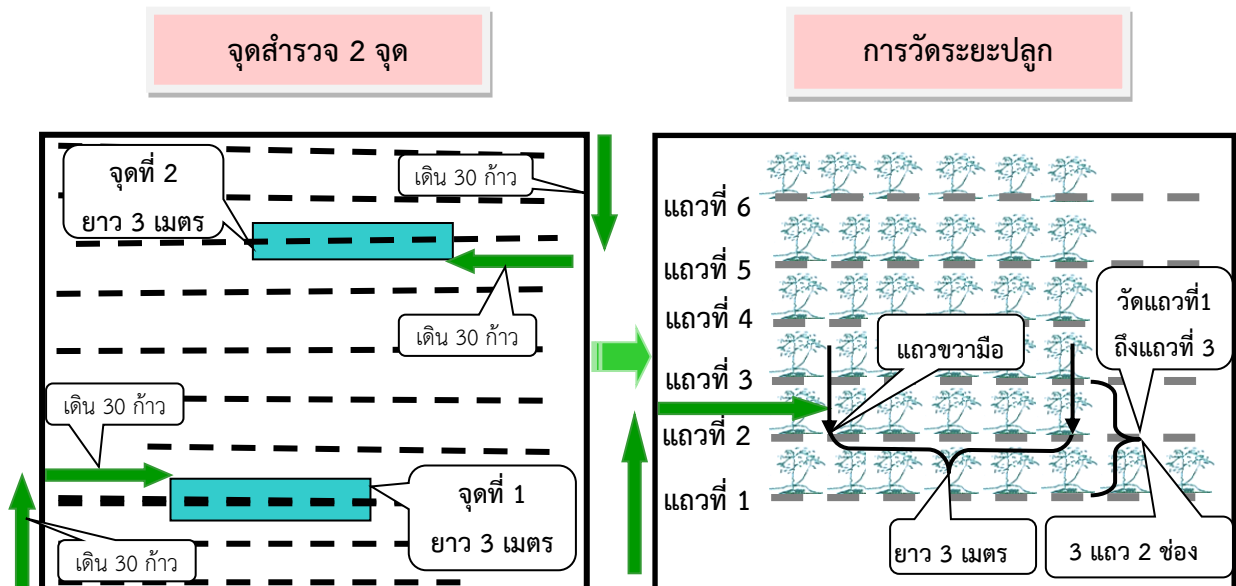 จุดสำรวจ 2 จุด
การวัดระยะปลูก
จุดที่ 2
ยาว 3 เมตร
เดิน 30 ก้าว
เดิน 30 ก้าว
เดิน 30 ก้าว
จุดที่ 1
ยาว 3 เมตร
เดิน 30 ก้าว
แถวที่ 6
แถวที่ 5
แถวที่ 4
แถวที่ 3
แถวที่ 2
แถวที่ 1
แถวขวามือ
วัดแถวที่1
ถึงแถวที่ 3
ยาว 3 เมตร
3 แถว 2 ช่อง